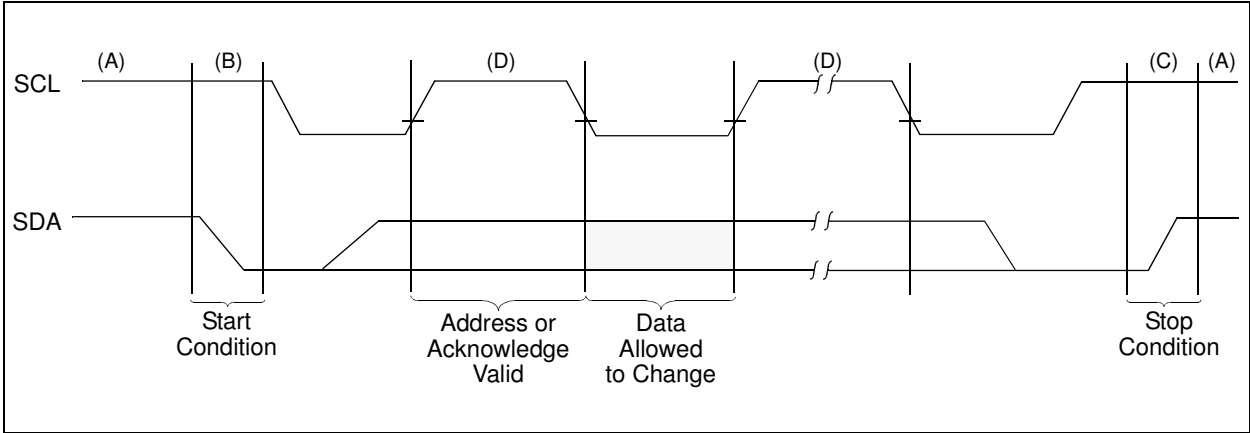 (A)
(B)
(D)
(D)
(C)
(A)
SCL
SDA
Start
Condition
Address or
Acknowledge
Valid
Data
Allowed
to Change
Stop
Condition